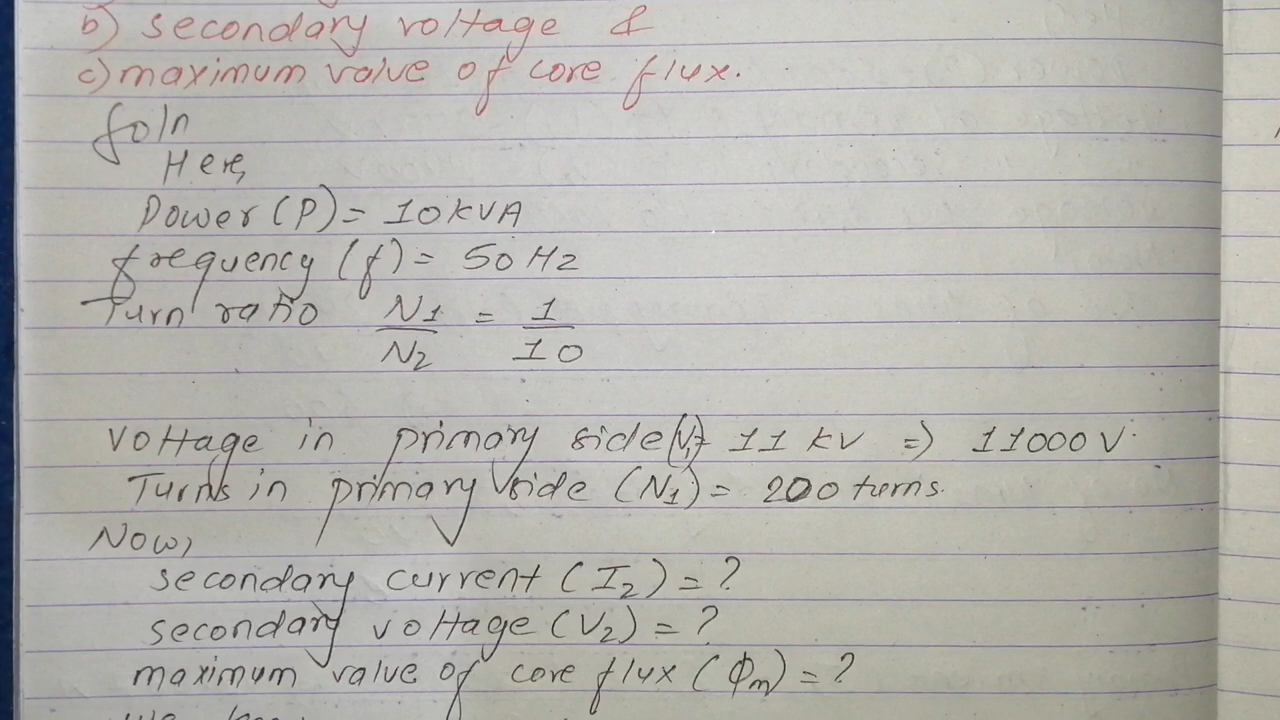 b) secondary voltage &
c) maximum value of core flux.
Soln
Here,
Power (P) = 10 kVA
frequency (f) = 50 Hz
Turn ratio N1/N2 = 1/10
Voltage in primary side (V1) = 11 kV => 11000 V.
Turns in primary side (N1) = 200 turns.
Now,
secondary current (I2) = ?
secondary voltage (V2) = ?
maximum value of core flux (Φm) = ?